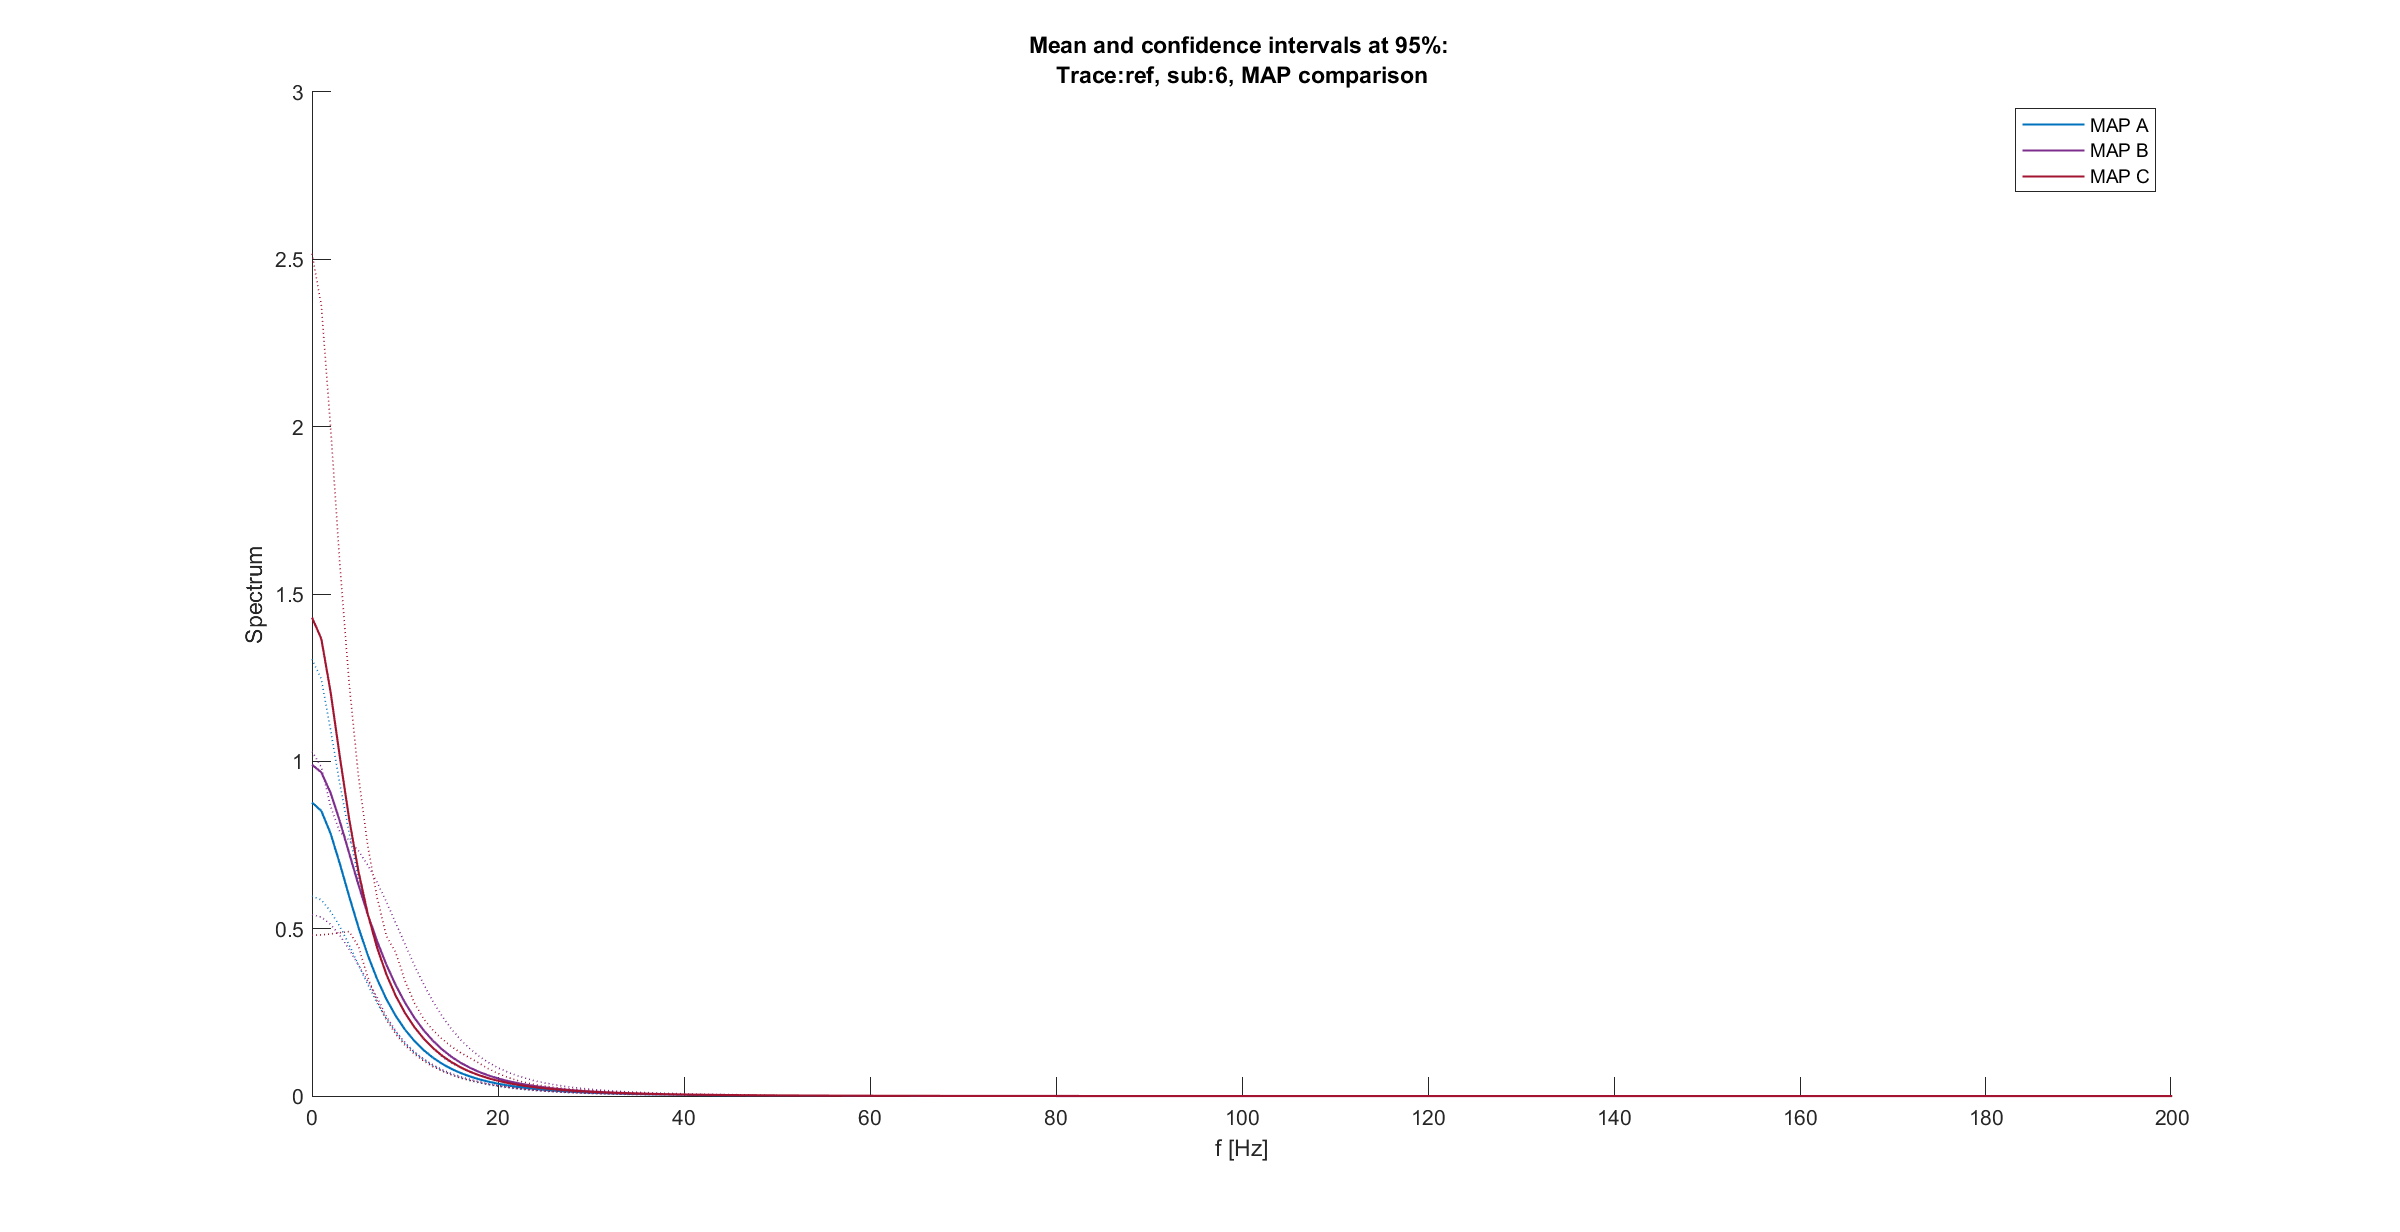 Mean and confidence intervals at 95%:
Trace:ref, sub:6, MAP comparison
MAP A
MAP B
MAP C
Spectrum
3
2.5
2
1.5
1
0.5
0
0 20 40 60 80 100 120 140 160 180 200
f [Hz]